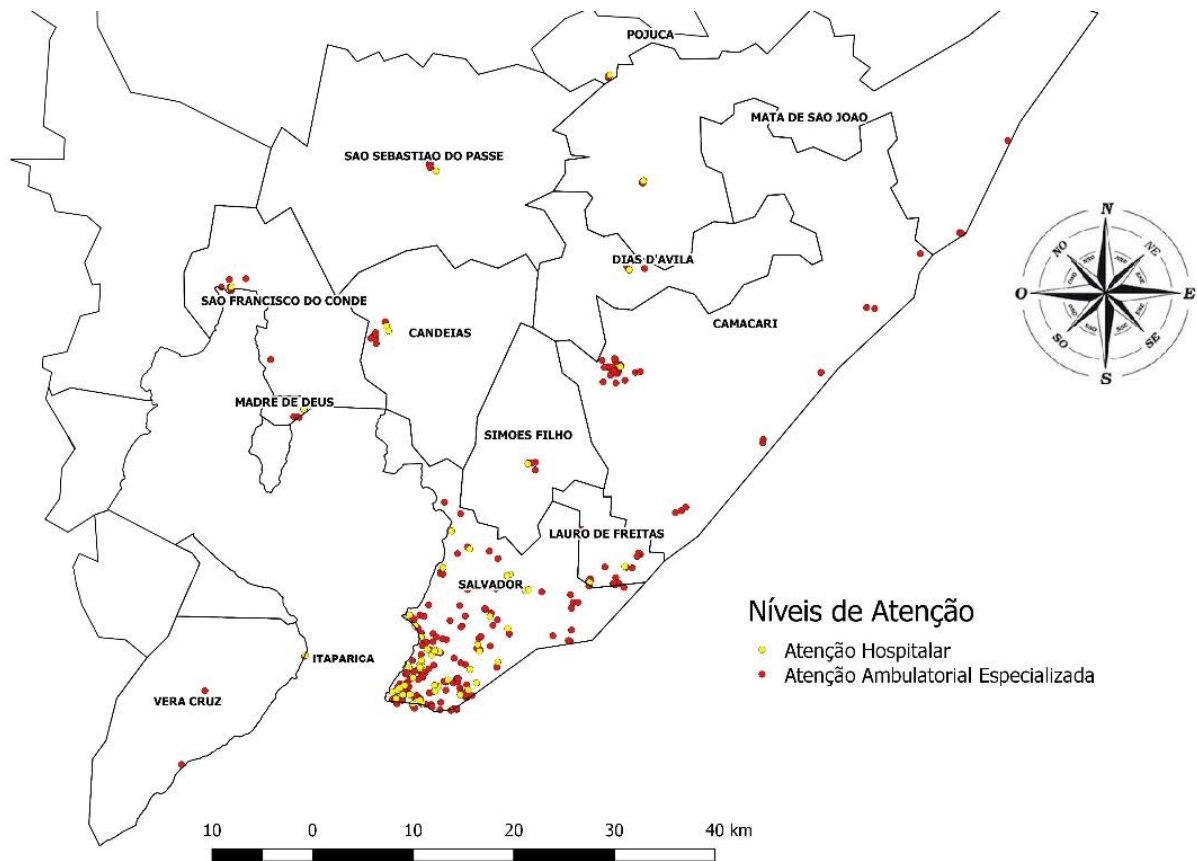 POJUCA
MATA DE SAO JOAO
SAO SEBASTIAO DO PASSE
DIAS D'AVILA
SAO FRANCISCO DO CONDE
CANDEIAS
CAMACARI
MADRE DE DEUS
SIMOES FILHO
LAURO DE FREITAS
SALVADOR
ITAPARICA
VERA CRUZ
N
NO
NE
O
E
SO
SE
S
Níveis de Atenção
Atenção Hospitalar
Atenção Ambulatorial Especializada
10 0 10 20 30 40 km